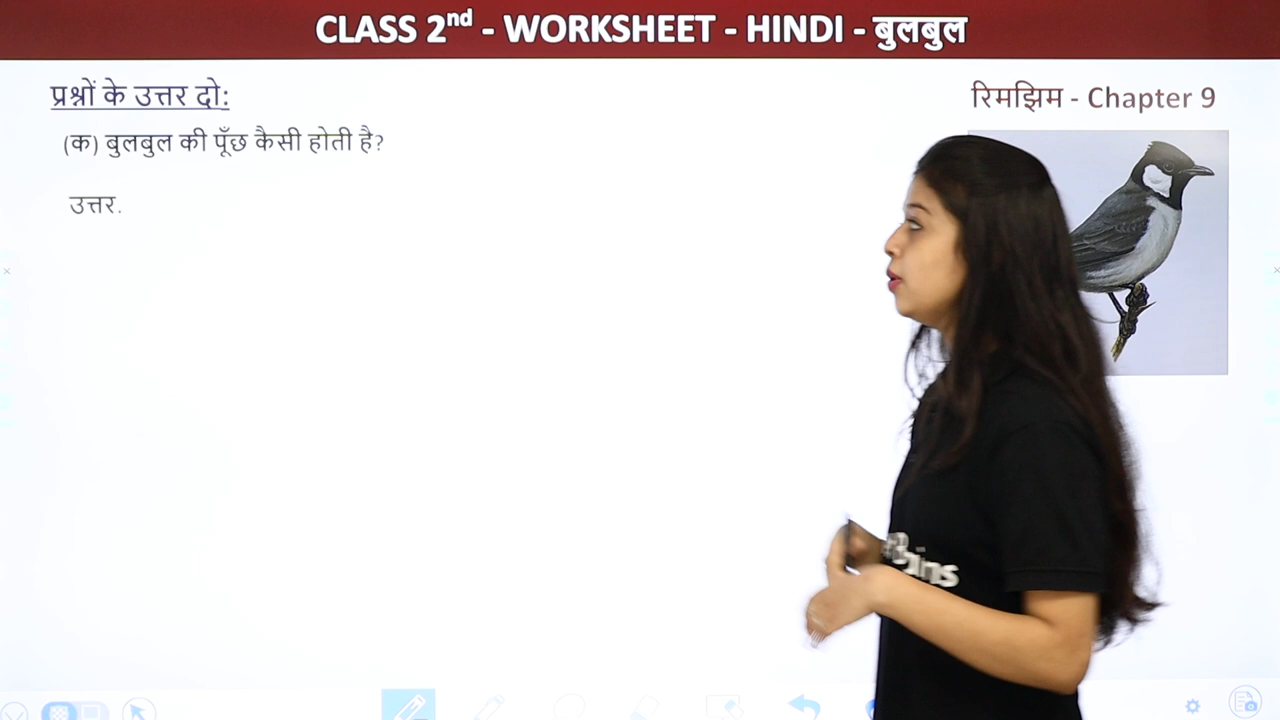 CLASS 2nd - WORKSHEET - HINDI - बुलबुल
प्रश्नों के उत्तर दो:
रिमझिम - Chapter 9
(क) बुलबुल की पूँछ कैसी होती है?
उत्तर.